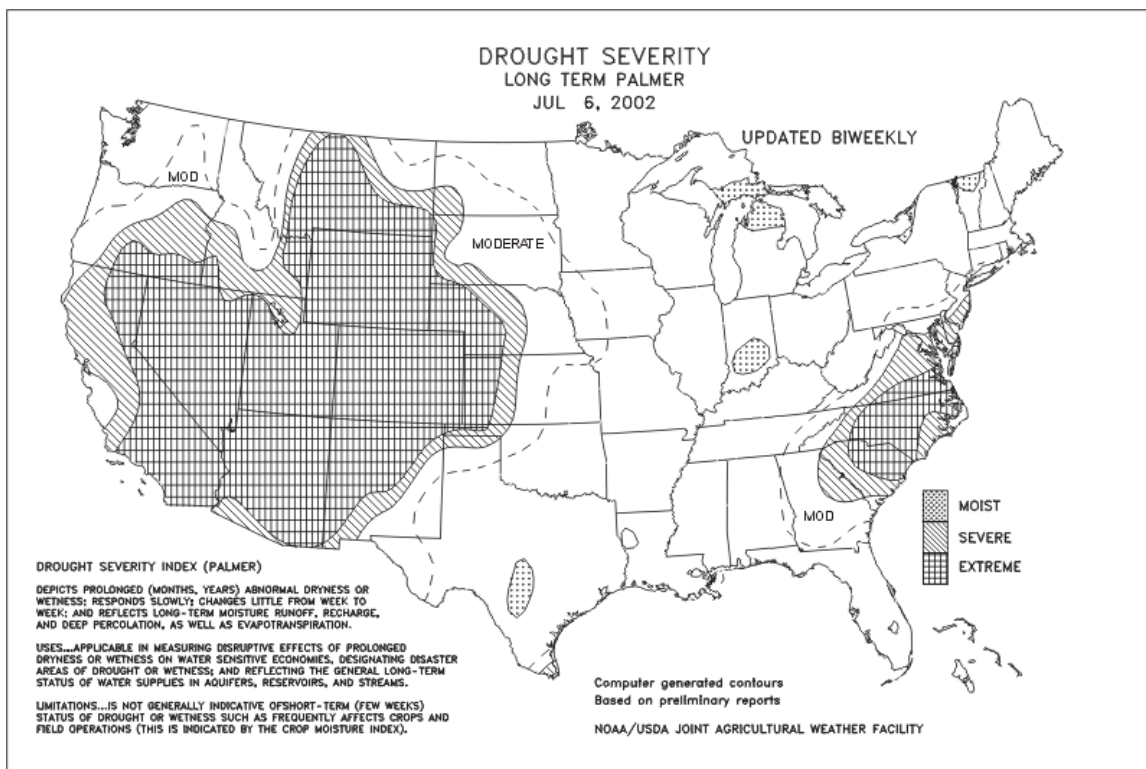 DROUGHT SEVERITY
LONG TERM PALMER
JUL 6, 2002
UPDATED BIWEEKLY
MOD
MODERATE
MOD
MOIST
SEVERE
EXTREME
DROUGHT SEVERITY INDEX (PALMER)
DEPICTS PROLONGED (MONTHS, YEARS) ABNORMAL DRYNESS OR
WETNESS; RESPONDS SLOWLY; CHANGES LITTLE FROM WEEK TO
WEEK; AND REFLECTS LONG-TERM MOISTURE RUNOFF, RECHARGE,
AND DEEP PERCOLATION, AS WELL AS EVAPOTRANSPIRATION.
USES...APPLICABLE IN MEASURING DISRUPTIVE EFFECTS OF PROLONGED
DRYNESS OR WETNESS ON WATER SENSITIVE ECONOMIES, DESIGNATING DISASTER
AREAS OF DROUGHT OR WETNESS; AND REFLECTING THE GENERAL LONG-TERM
STATUS OF WATER SUPPLIES IN AQUIFERS, RESERVOIRS, AND STREAMS.
LIMITATIONS...IS NOT GENERALLY INDICATIVE OFSHORT-TERM (FEW WEEKS)
STATUS OF DROUGHT OR WETNESS SUCH AS FREQUENTLY AFFECTS CROPS AND
FIELD OPERATIONS (THIS IS INDICATED BY THE CROP MOISTURE INDEX).
Computer generated contours
Based on preliminary reports
NOAA/USDA JOINT AGRICULTURAL WEATHER FACILITY